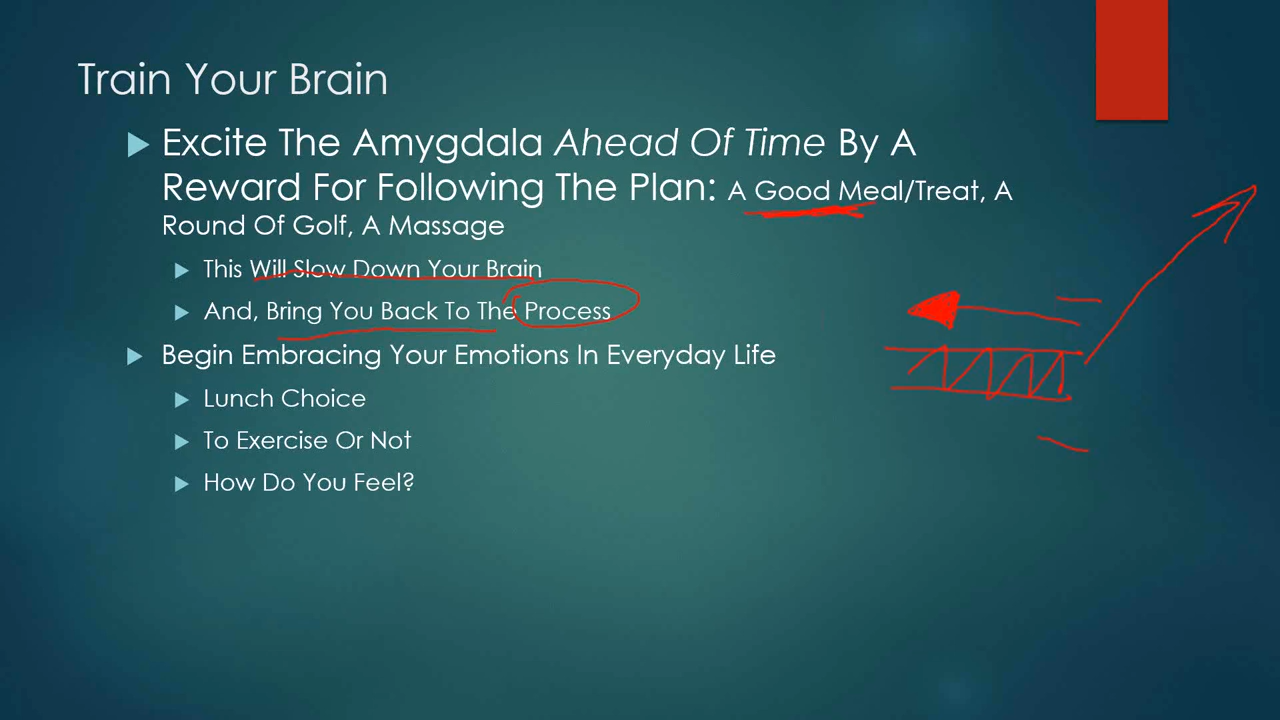 Train Your Brain
Excite The Amygdala Ahead Of Time By A
Reward For Following The Plan: A Good Meal/Treat, A
Round Of Golf, A Massage
This Will Slow Down Your Brain
And, Bring You Back To The Process
Begin Embracing Your Emotions In Everyday Life
Lunch Choice
To Exercise Or Not
How Do You Feel?